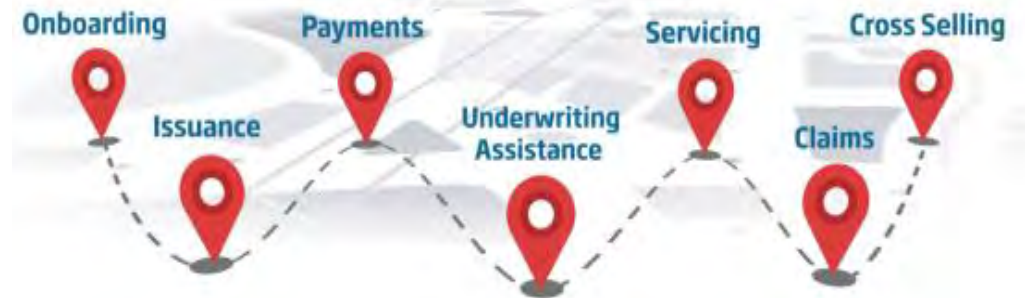 Onboarding
Issuance
Payments
Underwriting
Assistance
Servicing
Claims
Cross Selling